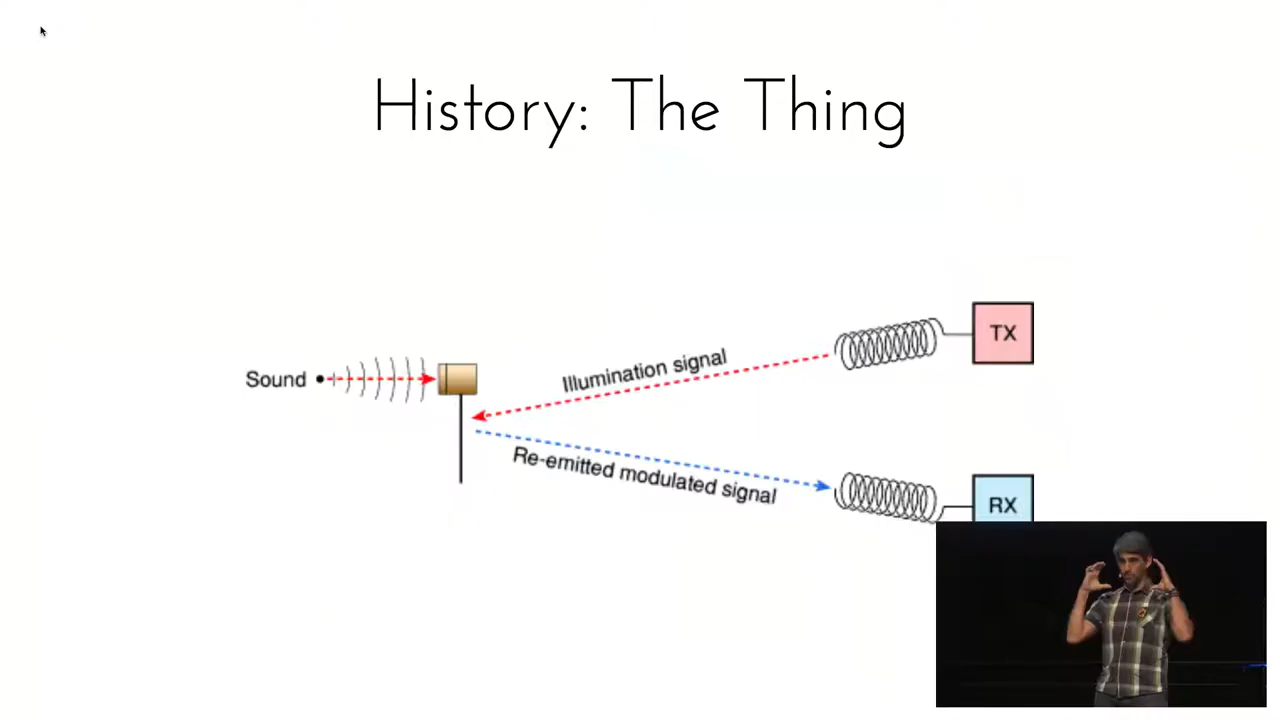 History: The Thing
TX
Illumination signal
Sound
Re-emitted modulated signal
RX